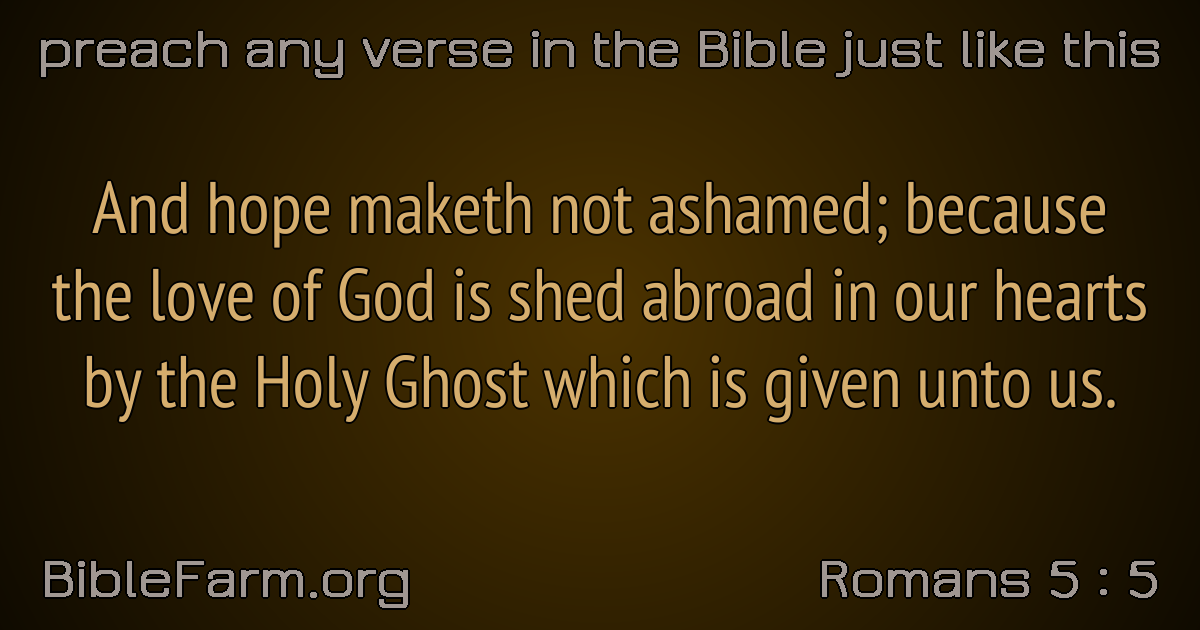 preach any verse in the Bible just like this
And hope maketh not ashamed; because
the love of God is shed abroad in our hearts
by the Holy Ghost which is given unto us.
BibleFarm.org
Romans 5 : 5